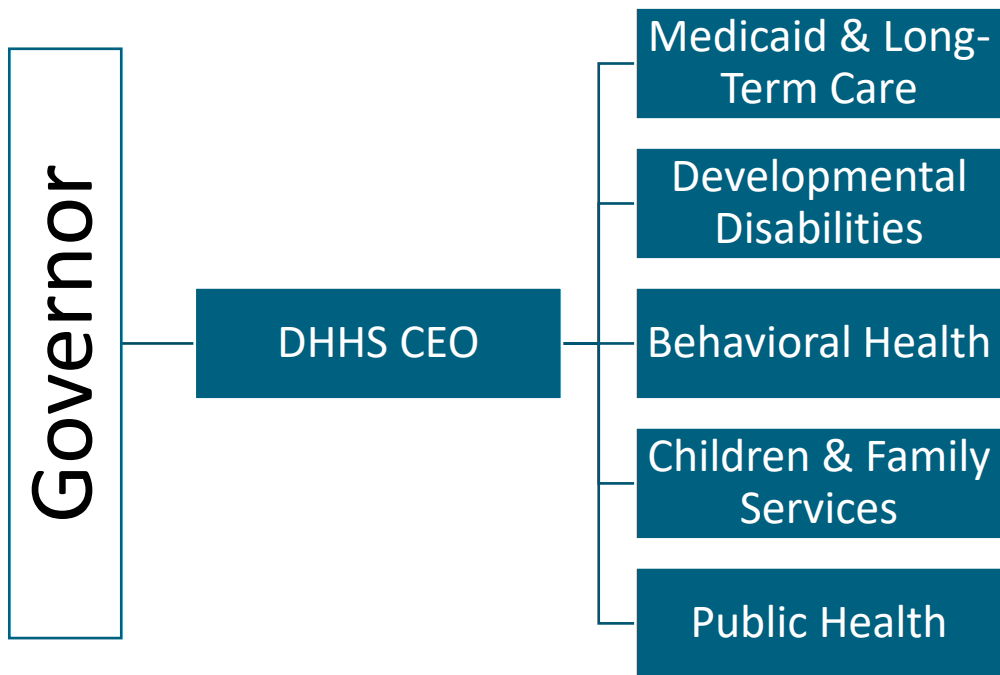 Governor
DHHS CEO
Medicaid & Long-
Term Care
Developmental
Disabilities
Behavioral Health
Children & Family
Services
Public Health